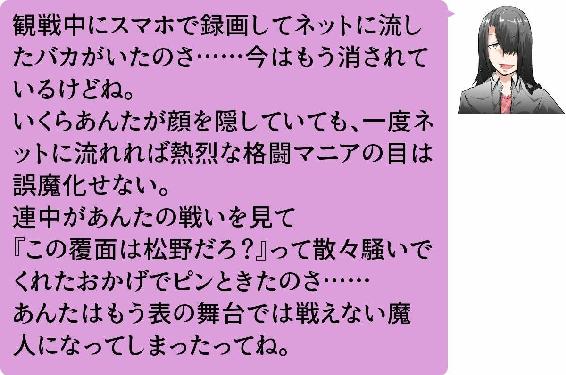 観戦中にスマホで録画してネットに流し
たバカがいたのさ……今はもう消されて
いるけどね。
いくらあんたが顔を隠していても、一度ネ
ットに流れれば熱烈な格闘マニアの目は
誤魔化せない。
連中があんたの戦いを見て
『この覆面は松野だろ？』って散々騒いで
くれたおかげでピンときたのさ……
あんたはもう表の舞台では戦えない魔
人になってしまったってね。